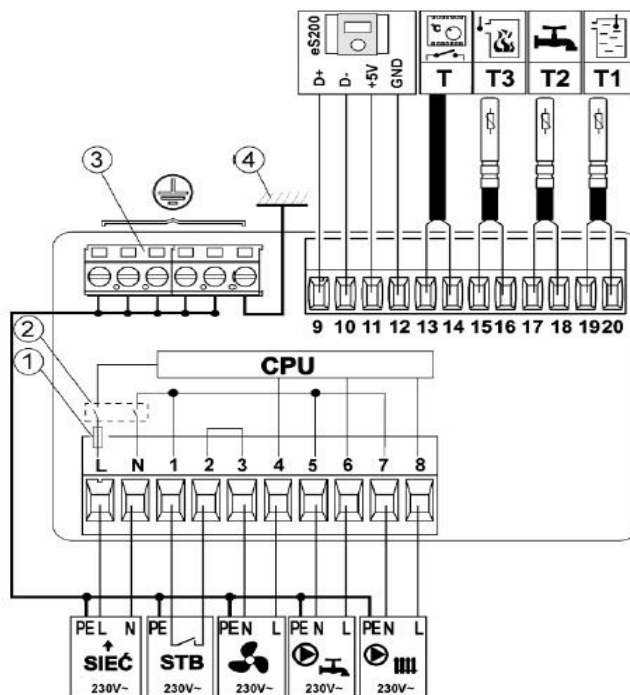 eS200
D+ D- +5V GND
°C
T T3 T2 T1
3
4
9 10 11 12 13 14 15 16 17 18 19 20
2
1
CPU
L N 1 2 3 4 5 6 7 8
PE L N PE PE N L PE N L PE N L
SIEĆ STB
230V~ 230V~ 230V~ 230V~ 230V~